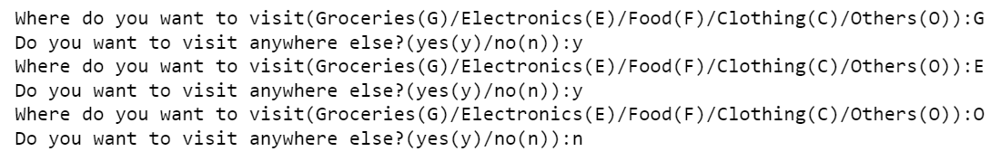 Where do you want to visit(Groceries(G)/Electronics(E)/Food(F)/Clothing(C)/Others(O)):G
Do you want to visit anywhere else?(yes(y)/no(n)):y
Where do you want to visit(Groceries(G)/Electronics(E)/Food(F)/Clothing(C)/Others(O)):E
Do you want to visit anywhere else?(yes(y)/no(n)):y
Where do you want to visit(Groceries(G)/Electronics(E)/Food(F)/Clothing(C)/Others(O)):O
Do you want to visit anywhere else?(yes(y)/no(n)):n